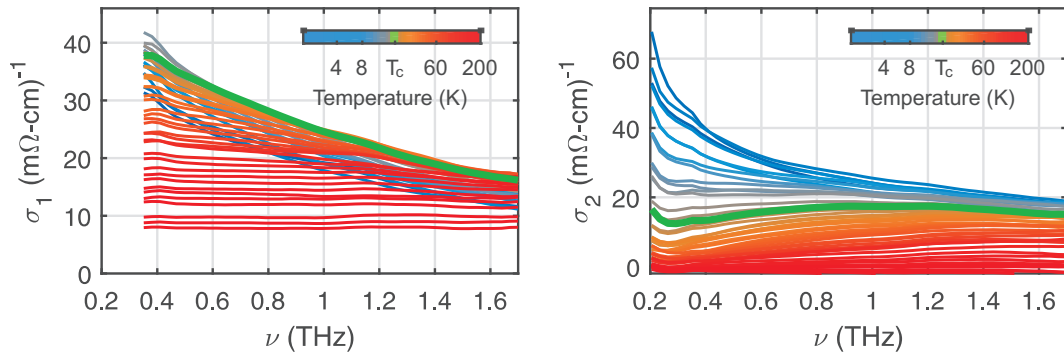 40
30
20
10
0
σ1 (mΩ-cm)-1
4 8 Tc 60 200
Temperature (K)
0.2 0.4 0.6 0.8 1 1.2 1.4 1.6
ν (THz)
60
40
20
0
σ2 (mΩ-cm)-1
4 8 Tc 60 200
Temperature (K)
0.2 0.4 0.6 0.8 1 1.2 1.4 1.6
ν (THz)